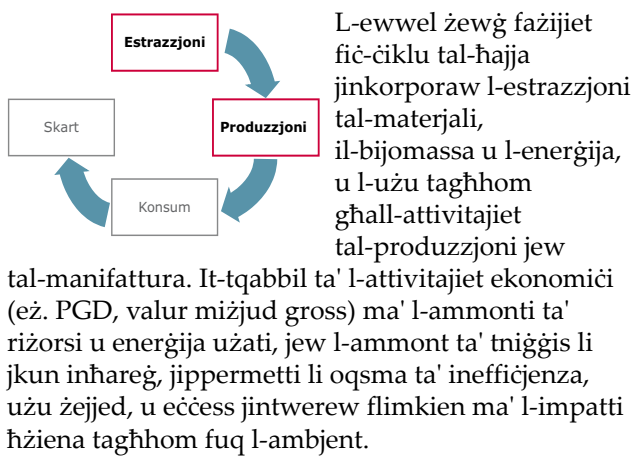 Estrazzjoni
Produzzjoni
Konsum
Skart
L-ewwel żewġ fażijiet
fiċ-ċiklu tal-ħajja
jinkorporaw l-estrazzjoni
tal-materjali,
il-bijomassa u l-enerġija,
u l-użu tagħhom
għall-attivitajiet
tal-produzzjoni jew
tal-manifattura. It-tqabbil ta' l-attivitajiet ekonomiċi
(eż. PGD, valur miżjud gross) ma' l-ammonti ta'
riżorsi u enerġija użati, jew l-ammont ta' tniġġis li
jkun inħareġ, jippermetti li oqsma ta' ineffiċjenza,
użu żejjed, u eċċess jintwerew flimkien ma' l-impatti
ħżiena tagħhom fuq l-ambjent.